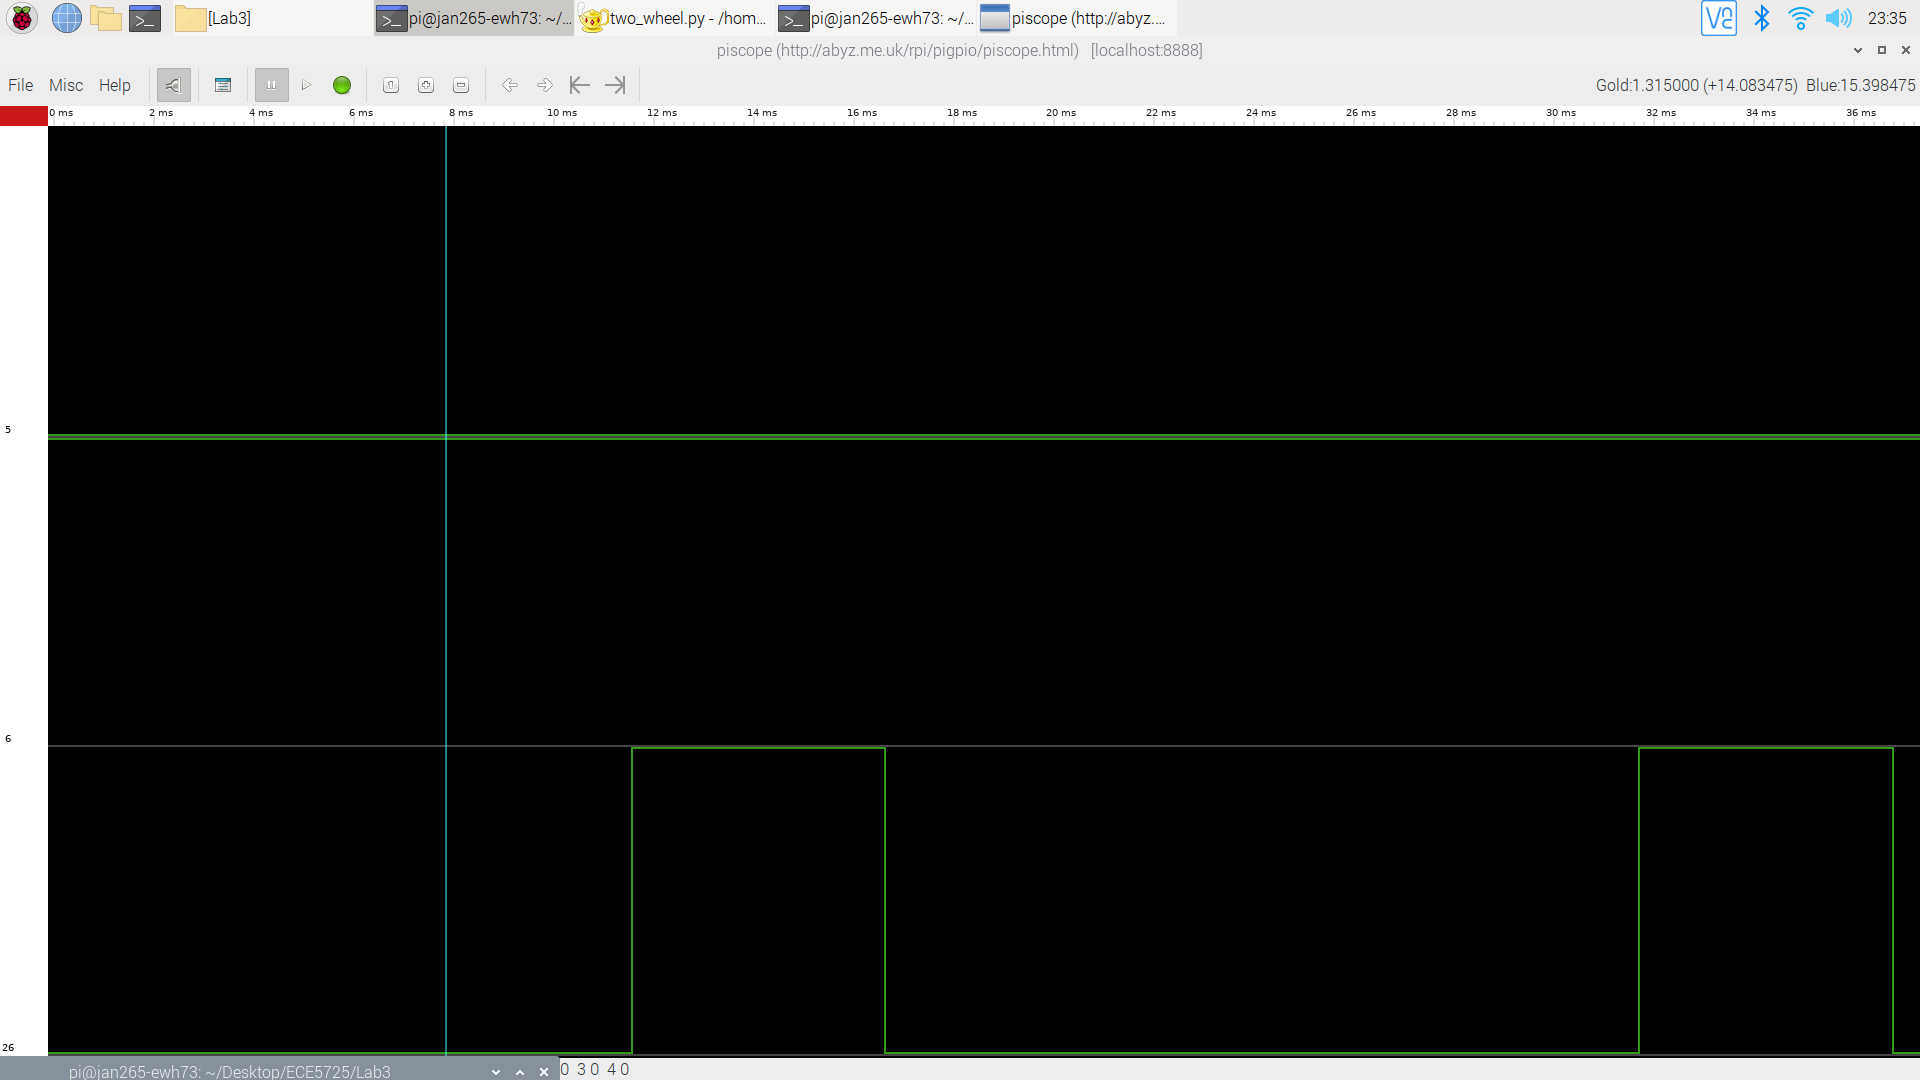 [Lab3]
pi@jan265-ewh73: ~/...
two_wheel.py - /hom...
pi@jan265-ewh73: ~/...
piscope (http://abyz....
VNC
23:35
piscope (http://abyz.me.uk/rpi/pigpio/piscope.html) [localhost:8888]
File Misc Help
Gold:1.315000 (+14.083475) Blue:15.398475
0 ms 2 ms 4 ms 6 ms 8 ms 10 ms 12 ms 14 ms 16 ms 18 ms 20 ms 22 ms 24 ms 26 ms 28 ms 30 ms 32 ms 34 ms 36 ms
5
6
26
pi@jan265-ewh73: ~/Desktop/ECE5725/Lab3
0 3 0 4 0